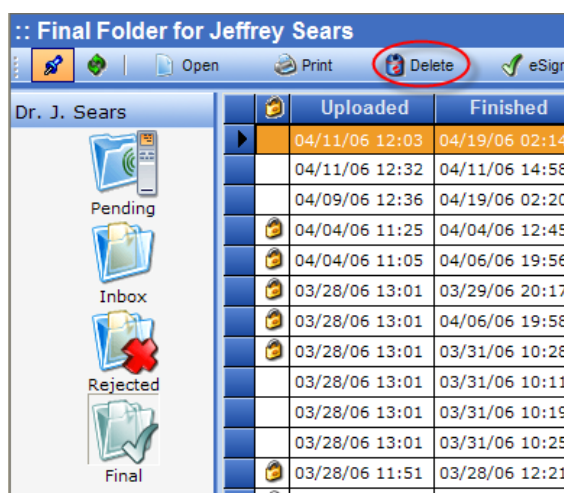 :: Final Folder for Jeffrey Sears
Open Print Delete eSign
Dr. J. Sears
Pending
Inbox
Rejected
Final
Uploaded Finished
04/11/06 12:03 04/19/06 02:14
04/11/06 12:32 04/11/06 14:58
04/09/06 12:36 04/19/06 02:20
04/04/06 11:25 04/04/06 12:45
04/04/06 11:05 04/06/06 19:56
03/28/06 13:01 03/29/06 20:17
03/28/06 13:01 04/06/06 19:58
03/28/06 13:01 03/31/06 10:28
03/28/06 13:01 03/31/06 10:11
03/28/06 13:01 03/31/06 10:19
03/28/06 13:01 03/31/06 10:25
03/28/06 11:51 03/28/06 12:21